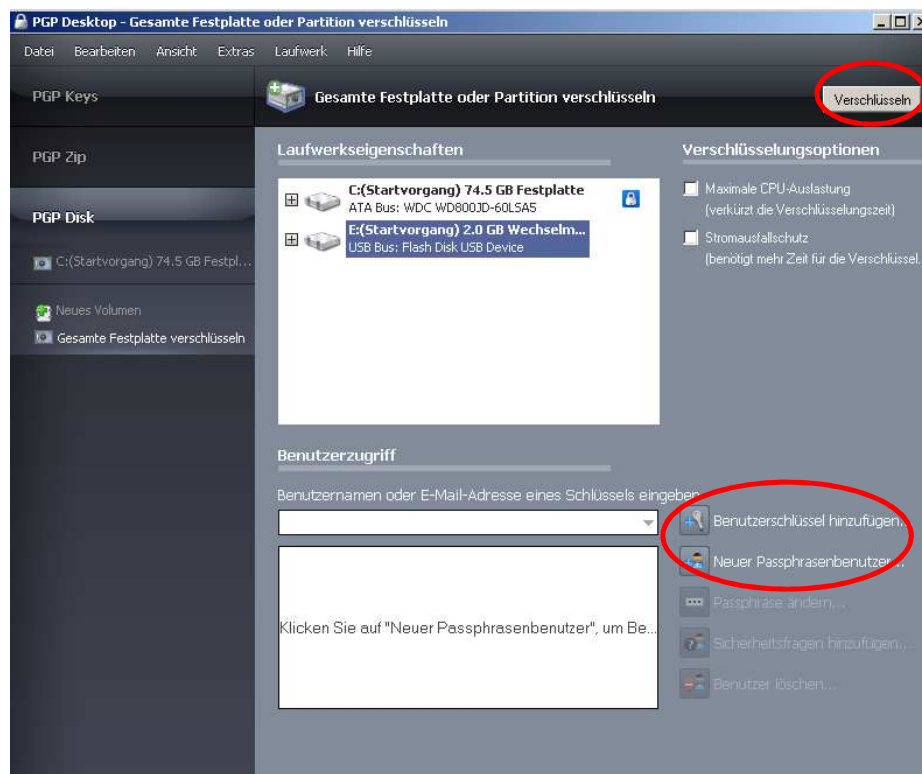 PGP Desktop - Gesamte Festplatte oder Partition verschlüsseln
Datei Bearbeiten Ansicht Extras Laufwerk Hilfe
PGP Keys
Gesamte Festplatte oder Partition verschlüsseln
Verschlüsseln
PGP Zip
PGP Disk
C:(Startvorgang) 74.5 GB Festpl...
Neues Volumen
Gesamte Festplatte verschlüsseln
Laufwerkseigenschaften
C:(Startvorgang) 74.5 GB Festplatte
ATA Bus: WDC WD800JD-60LSA5
E:(Startvorgang) 2.0 GB Wechselm...
USB Bus: Flash Disk USB Device
Verschlüsselungsoptionen
Maximale CPU-Auslastung
(verkürzt die Verschlüsselungszeit)
Stromausfallschutz
(benötigt mehr Zeit für die Verschlüssel.
Benutzerzugriff
Benutzernamen oder E-Mail-Adresse eines Schlüssels eingeben
Klicken Sie auf "Neuer Passphrasenbenutzer", um Be...
Benutzerschlüssel hinzufügen...
Neuer Passphrasenbenutzer...
Passphrase ändern...
Sicherheitsfragen hinzufügen...
Benutzer löschen...